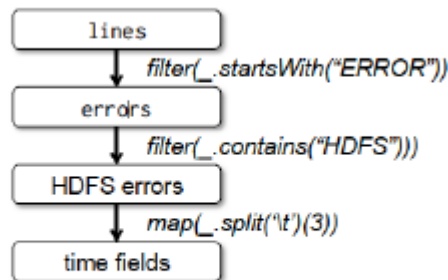 lines
filter(_.startsWith("ERROR"))
errors
filter(_.contains("HDFS")))
HDFS errors
map(_.split('\t')(3))
time fields